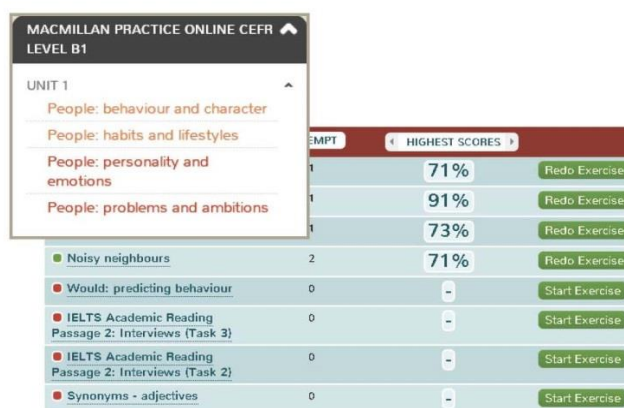 MACMILLAN PRACTICE ONLINE CEFR
LEVEL B1
UNIT 1
People: behaviour and character
People: habits and lifestyles
People: personality and
emotions
People: problems and ambitions
HIGHEST SCORES
1 71% Redo Exercise
1 91% Redo Exercise
1 73% Redo Exercise
Noisy neighbours 2 71% Redo Exercise
Would: predicting behaviour 0 - Start Exercise
IELTS Academic Reading
Passage 2: Interviews (Task 3) 0 - Start Exercise
IELTS Academic Reading
Passage 2: Interviews (Task 2) 0 - Start Exercise
Synonyms - adjectives 0 - Start Exercise